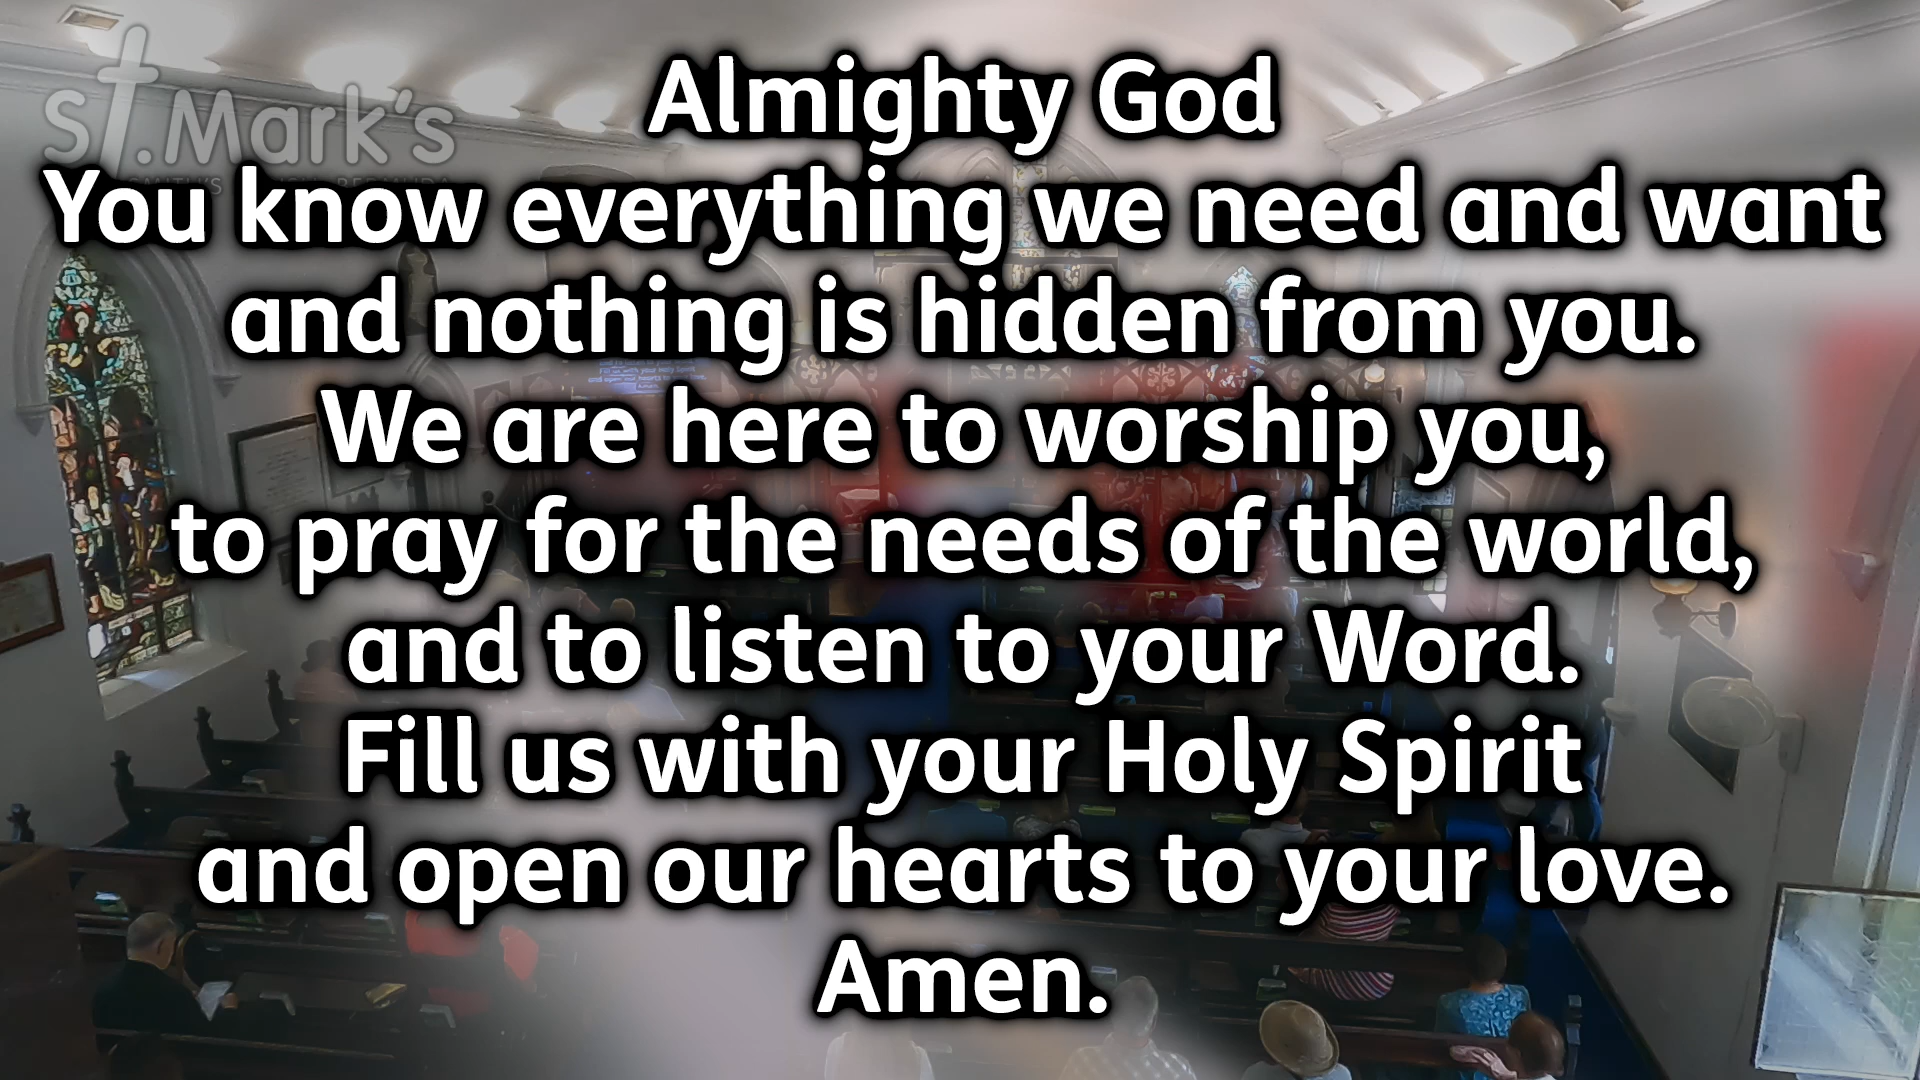 St. Mark's
Almighty God
You know everything we need and want
and nothing is hidden from you.
We are here to worship you,
to pray for the needs of the world,
and to listen to your Word.
Fill us with your Holy Spirit
and open our hearts to your love.
Amen.